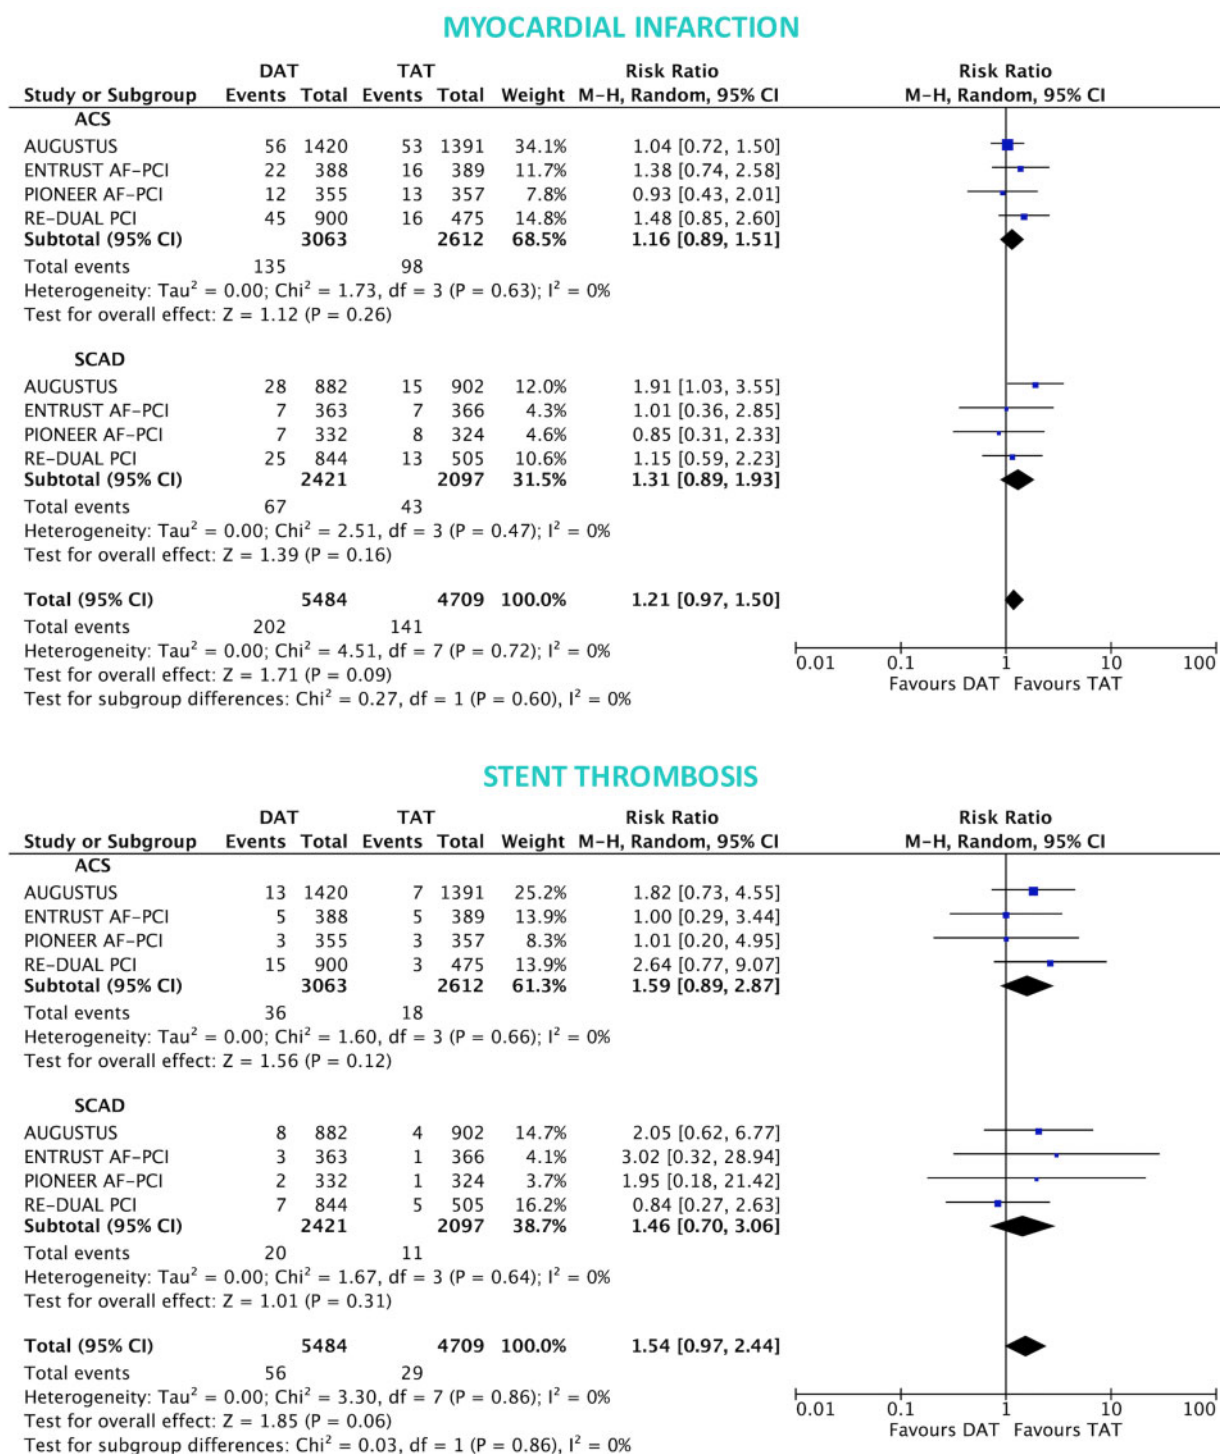 MYOCARDIAL INFARCTION
DAT TAT Risk Ratio Risk Ratio
Study or Subgroup Events Total Events Total Weight M-H, Random, 95% CI M-H, Random, 95% CI
ACS
AUGUSTUS 56 1420 53 1391 34.1% 1.04 [0.72, 1.50]
ENTRUST AF-PCI 22 388 16 389 11.7% 1.38 [0.74, 2.58]
PIONEER AF-PCI 12 355 13 357 7.8% 0.93 [0.43, 2.01]
RE-DUAL PCI 45 900 16 475 14.8% 1.48 [0.85, 2.60]
Subtotal (95% CI) 3063 2612 68.5% 1.16 [0.89, 1.51]
Total events 135 98
Heterogeneity: Tau² = 0.00; Chi² = 1.73, df = 3 (P = 0.63); I² = 0%
Test for overall effect: Z = 1.12 (P = 0.26)
SCAD
AUGUSTUS 28 882 15 902 12.0% 1.91 [1.03, 3.55]
ENTRUST AF-PCI 7 363 7 366 4.3% 1.01 [0.36, 2.85]
PIONEER AF-PCI 7 332 8 324 4.6% 0.85 [0.31, 2.33]
RE-DUAL PCI 25 844 13 505 10.6% 1.15 [0.59, 2.23]
Subtotal (95% CI) 2421 2097 31.5% 1.31 [0.89, 1.93]
Total events 67 43
Heterogeneity: Tau² = 0.00; Chi² = 2.51, df = 3 (P = 0.47); I² = 0%
Test for overall effect: Z = 1.39 (P = 0.16)
Total (95% CI) 5484 4709 100.0% 1.21 [0.97, 1.50]
Total events 202 141
Heterogeneity: Tau² = 0.00; Chi² = 4.51, df = 7 (P = 0.72); I² = 0%
Test for overall effect: Z = 1.71 (P = 0.09)
Test for subgroup differences: Chi² = 0.27, df = 1 (P = 0.60), I² = 0%
0.01 0.1 1 10 100
Favours DAT Favours TAT
STENT THROMBOSIS
DAT TAT Risk Ratio Risk Ratio
Study or Subgroup Events Total Events Total Weight M-H, Random, 95% CI M-H, Random, 95% CI
ACS
AUGUSTUS 13 1420 7 1391 25.2% 1.82 [0.73, 4.55]
ENTRUST AF-PCI 5 388 5 389 13.9% 1.00 [0.29, 3.44]
PIONEER AF-PCI 3 355 3 357 8.3% 1.01 [0.20, 4.95]
RE-DUAL PCI 15 900 3 475 13.9% 2.64 [0.77, 9.07]
Subtotal (95% CI) 3063 2612 61.3% 1.59 [0.89, 2.87]
Total events 36 18
Heterogeneity: Tau² = 0.00; Chi² = 1.60, df = 3 (P = 0.66); I² = 0%
Test for overall effect: Z = 1.56 (P = 0.12)
SCAD
AUGUSTUS 8 882 4 902 14.7% 2.05 [0.62, 6.77]
ENTRUST AF-PCI 3 363 1 366 4.1% 3.02 [0.32, 28.94]
PIONEER AF-PCI 2 332 1 324 3.7% 1.95 [0.18, 21.42]
RE-DUAL PCI 7 844 5 505 16.2% 0.84 [0.27, 2.63]
Subtotal (95% CI) 2421 2097 38.7% 1.46 [0.70, 3.06]
Total events 20 11
Heterogeneity: Tau² = 0.00; Chi² = 1.67, df = 3 (P = 0.64); I² = 0%
Test for overall effect: Z = 1.01 (P = 0.31)
Total (95% CI) 5484 4709 100.0% 1.54 [0.97, 2.44]
Total events 56 29
Heterogeneity: Tau² = 0.00; Chi² = 3.30, df = 7 (P = 0.86); I² = 0%
Test for overall effect: Z = 1.85 (P = 0.06)
Test for subgroup differences: Chi² = 0.03, df = 1 (P = 0.86), I² = 0%
0.01 0.1 1 10 100
Favours DAT Favours TAT